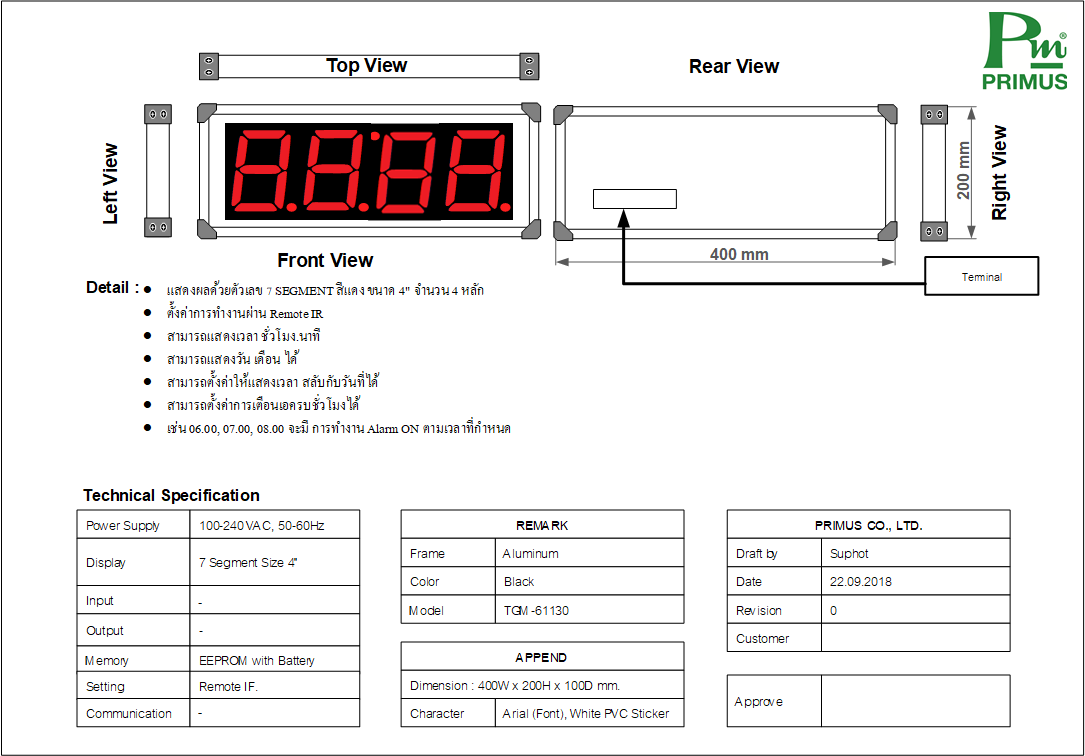 Pm®
PRIMUS
Top View
Rear View
Left View
8.8:8.8.
200 mm
Right View
Front View
400 mm
Teminal
Detail :
● แสดงผลด้วยตัวเลข 7 SEGMENT สีแดง ขนาด 4" จำนวน 4 หลัก
● ตั้งค่าการทำงานผ่าน Remote IR
● สามารถแสดงเวลา ชั่วโมง.นาที
● สามารถแสดงวัน เดือน ได้
● สามารถตั้งค่าให้แสดงเวลา สลับกับวันที่ได้
● สามารถตั้งค่าการเตือนเอครบชั่วโมงได้
● เช่น 06.00, 07.00, 08.00 จะมี การทำงาน Alarm ON ตามเวลาที่กำหนด
Technical Specification
Power Supply 100-240 VAC, 50-60Hz
Display 7 Segment Size 4"
Input -
Output -
Memory EEPROM with Battery
Setting Remote IF.
Communication -
REMARK
Frame Aluminum
Color Black
Model TGM-61130
APPEND
Dimension : 400W x 200H x 100D mm.
Character Arial (Font), White PVC Sticker
PRIMUS CO., LTD.
Draft by Suphot
Date 22.09.2018
Revision 0
Customer
Approve